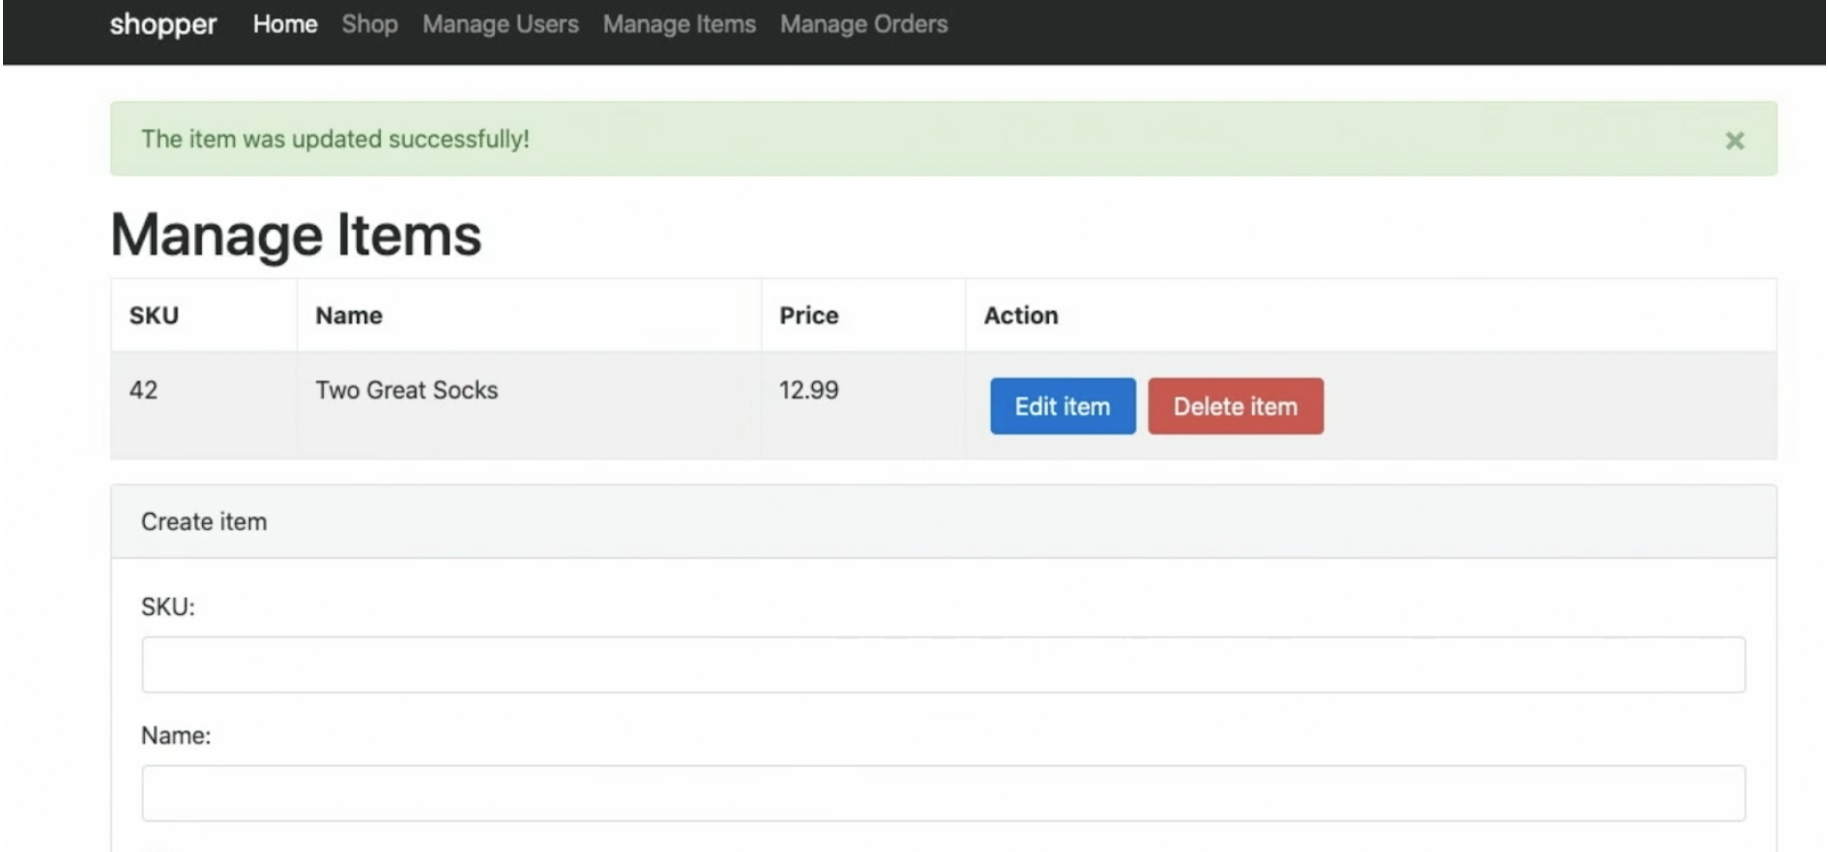 shopper Home Shop Manage Users Manage Items Manage Orders
The item was updated successfully! ×
Manage Items
SKU Name Price Action
42 Two Great Socks 12.99 Edit item Delete item
Create item
SKU:
Name: